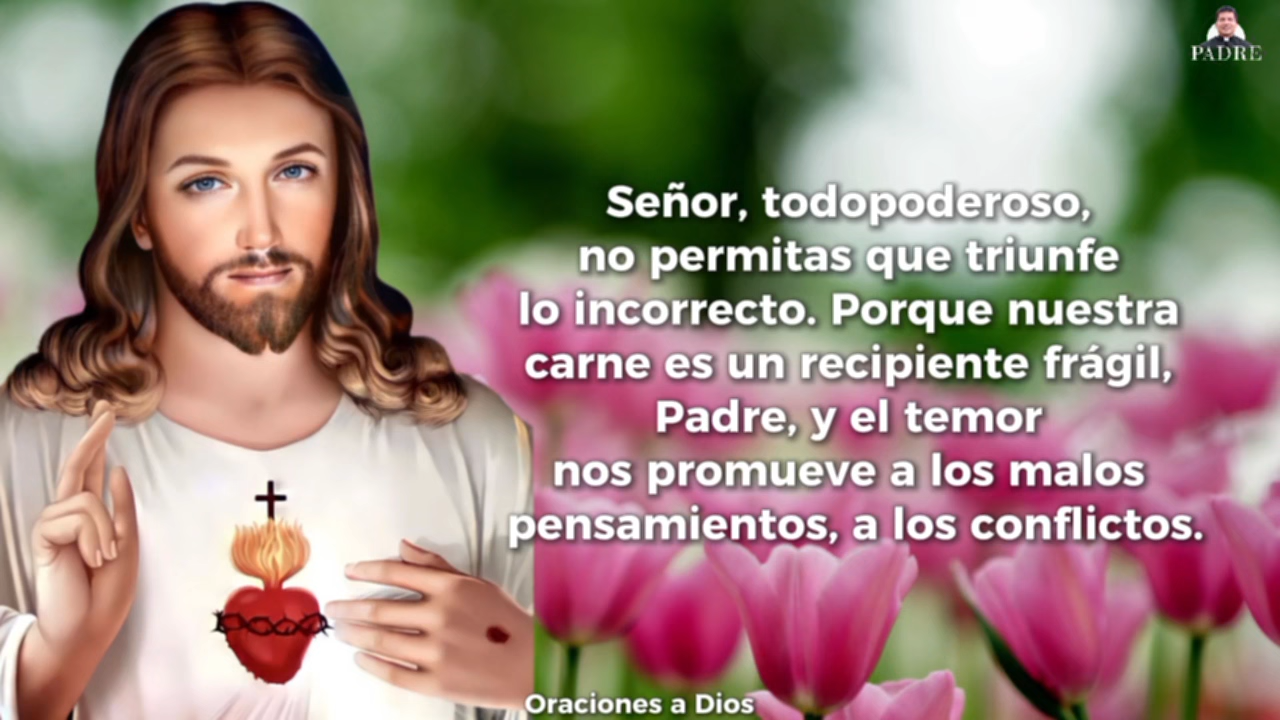 PADRE
Señor, todopoderoso,
no permitas que triunfe
lo incorrecto. Porque nuestra
carne es un recipiente frágil,
Padre, y el temor
nos promueve a los malos
pensamientos, a los conflictos.
Oraciones a Dios